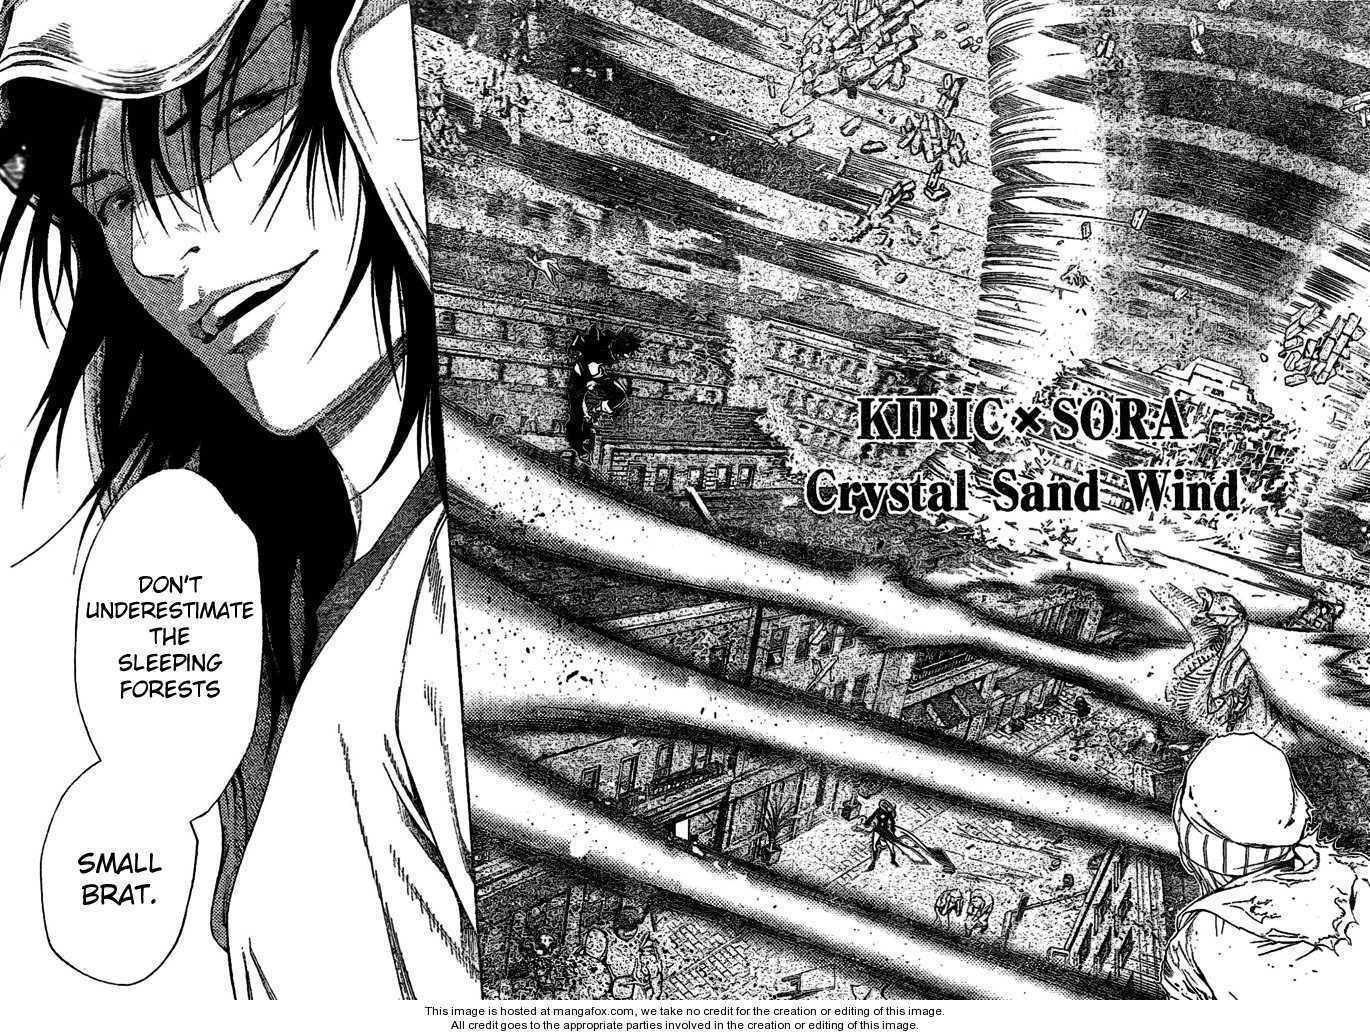 KIRIC×SORA
Crystal Sand Wind
DON'T
UNDERESTIMATE
THE
SLEEPING
FORESTS
SMALL
BRAT.
This image is hosted at mangafox.com, we take no credit for the creation or editing of this image.
All credit goes to the appropriate parties involved in the creation or editing of this image.